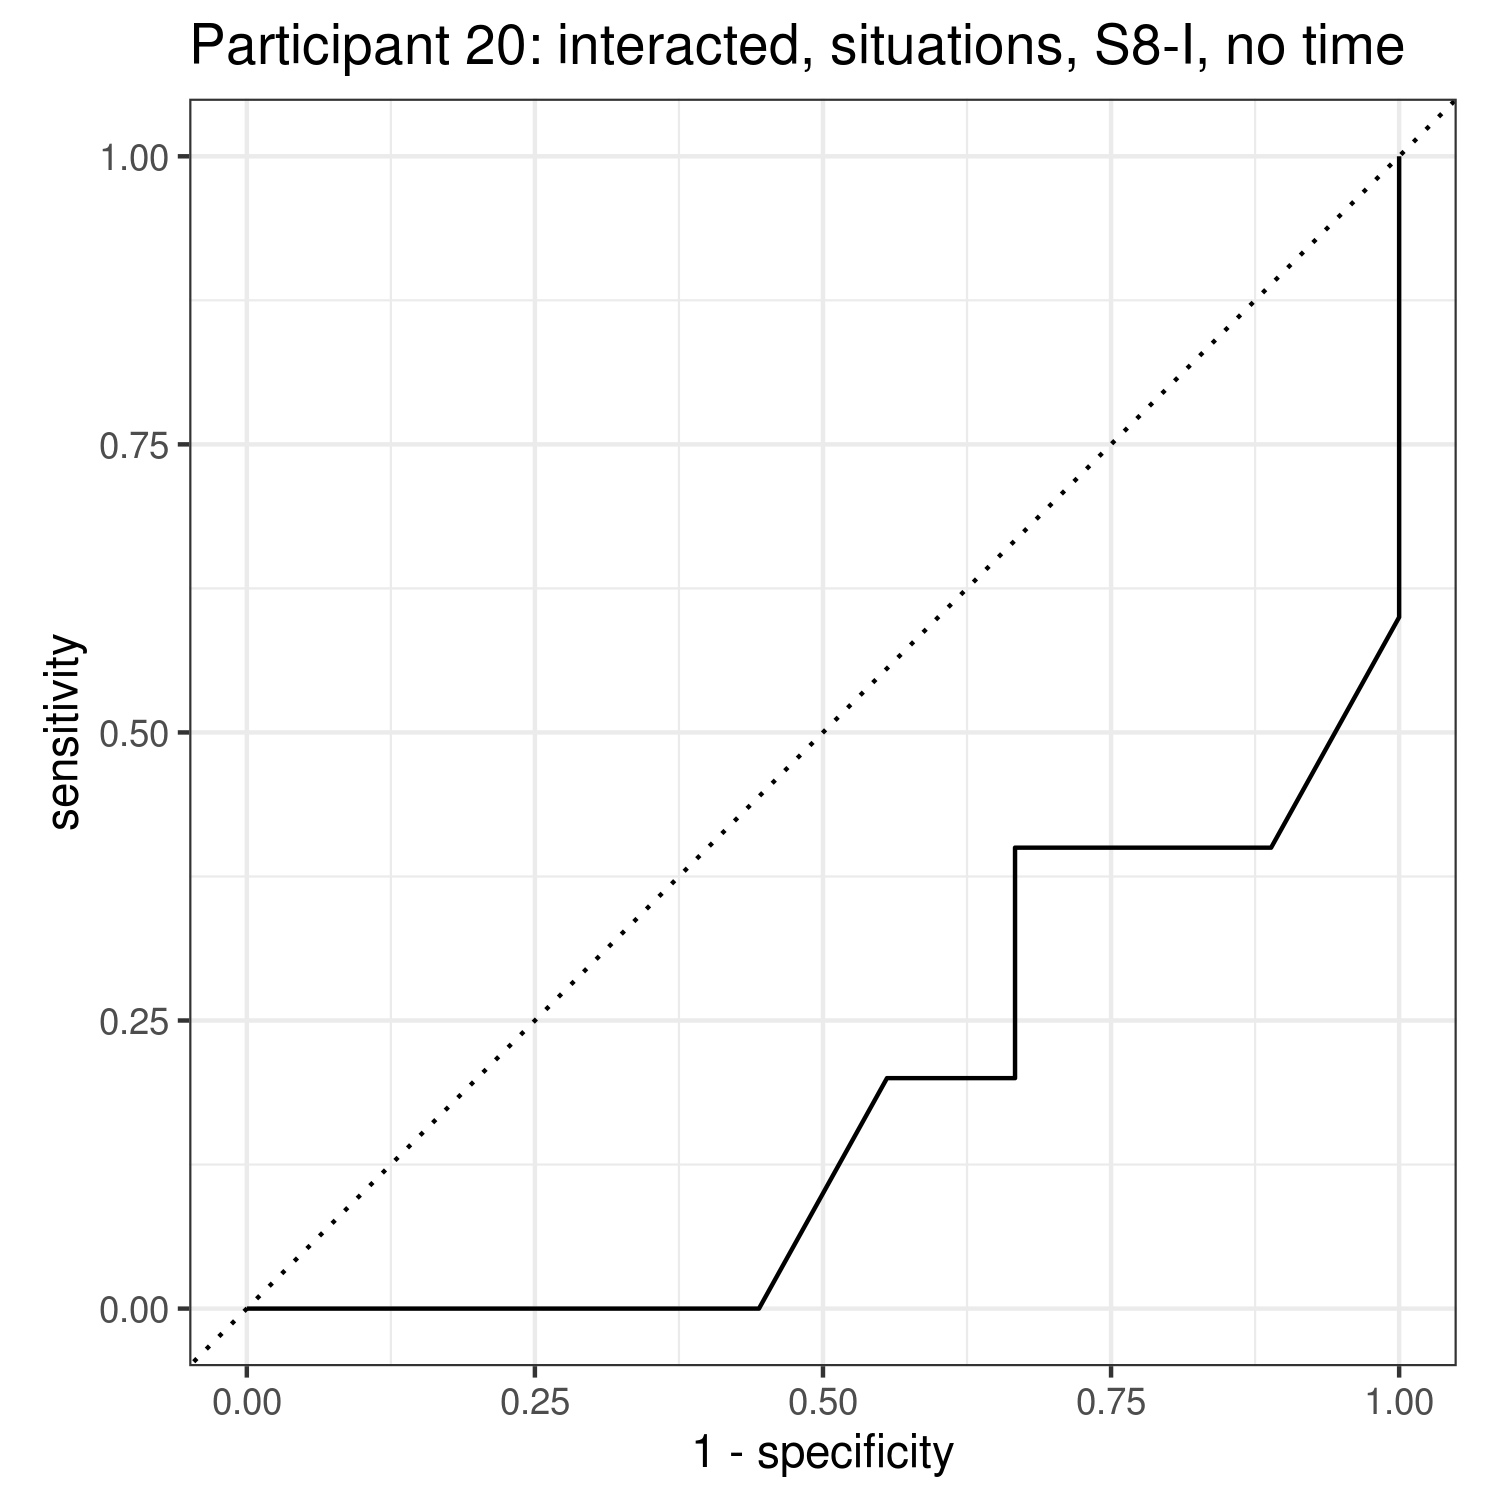 Participant 20: interacted, situations, S8-I, no time
1.00
0.75
0.50
0.25
0.00
sensitivity
0.00 0.25 0.50 0.75 1.00
1 - specificity